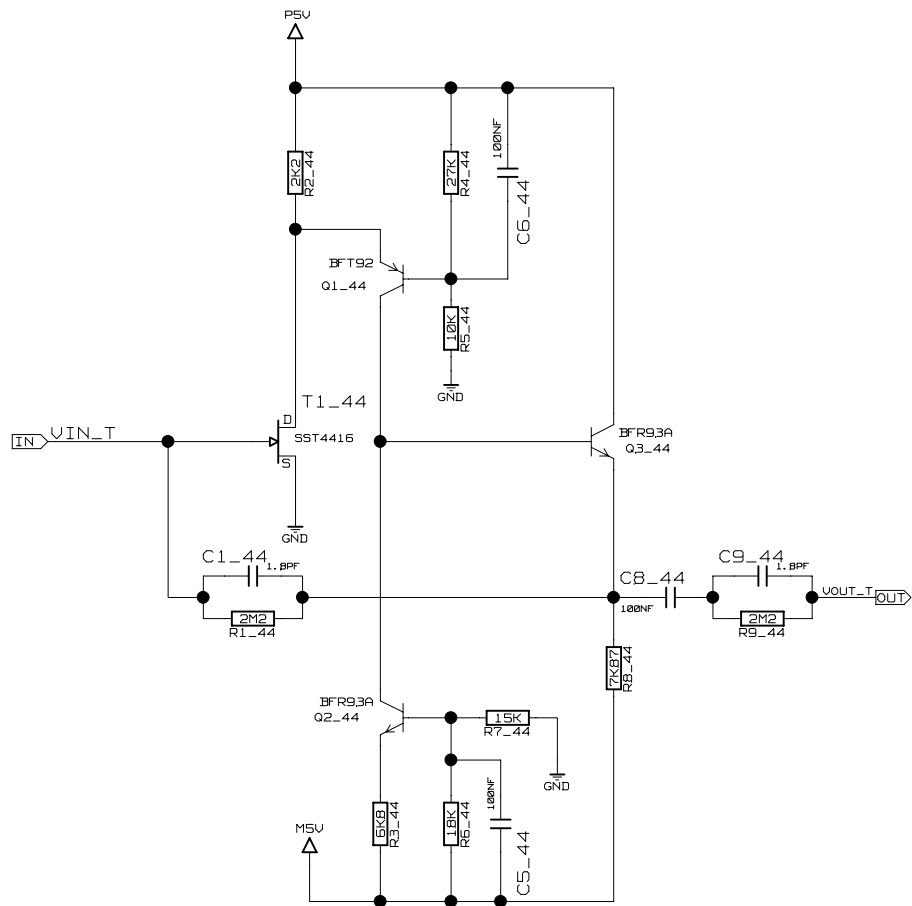 P5V
2K2
R2_44
27K
R4_44
100NF
C6_44
BFT92
Q1_44
10K
R5_44
GND
T1_44
D
SST4416
S
IN
VIN_T
GND
BFR93A
Q3_44
C1_44
1.8PF
2M2
R1_44
C8_44
100NF
C9_44
1.8PF
2M2
R9_44
VOUT_T
OUT
7K87
R8_44
BFR93A
Q2_44
15K
R7_44
GND
6K8
R3_44
18K
R6_44
100NF
C5_44
M5V